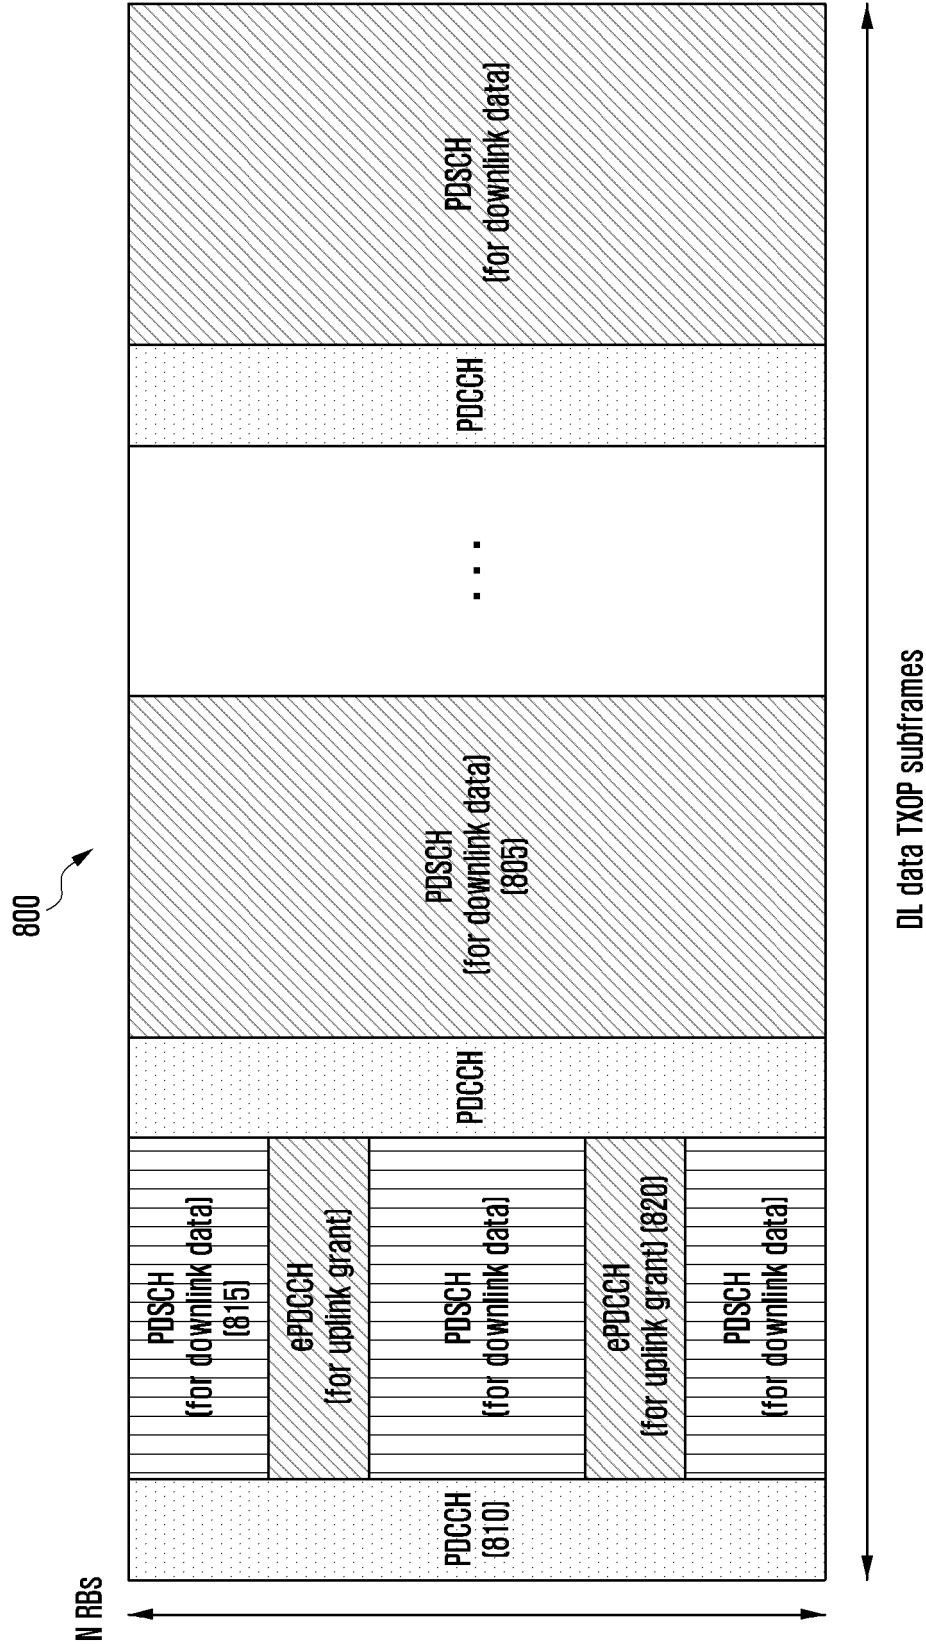 800
N RBs
PDCCH
(810)
PDSCH
(for downlink data)
(815)
ePDCCH
(for uplink grant)
PDSCH
(for downlink data)
ePDCCH
(for uplink grant) (820)
PDSCH
(for downlink data)
PDCCH
PDSCH
(for downlink data)
(805)
...
PDCCH
PDSCH
(for downlink data)
DL data TXOP subframes